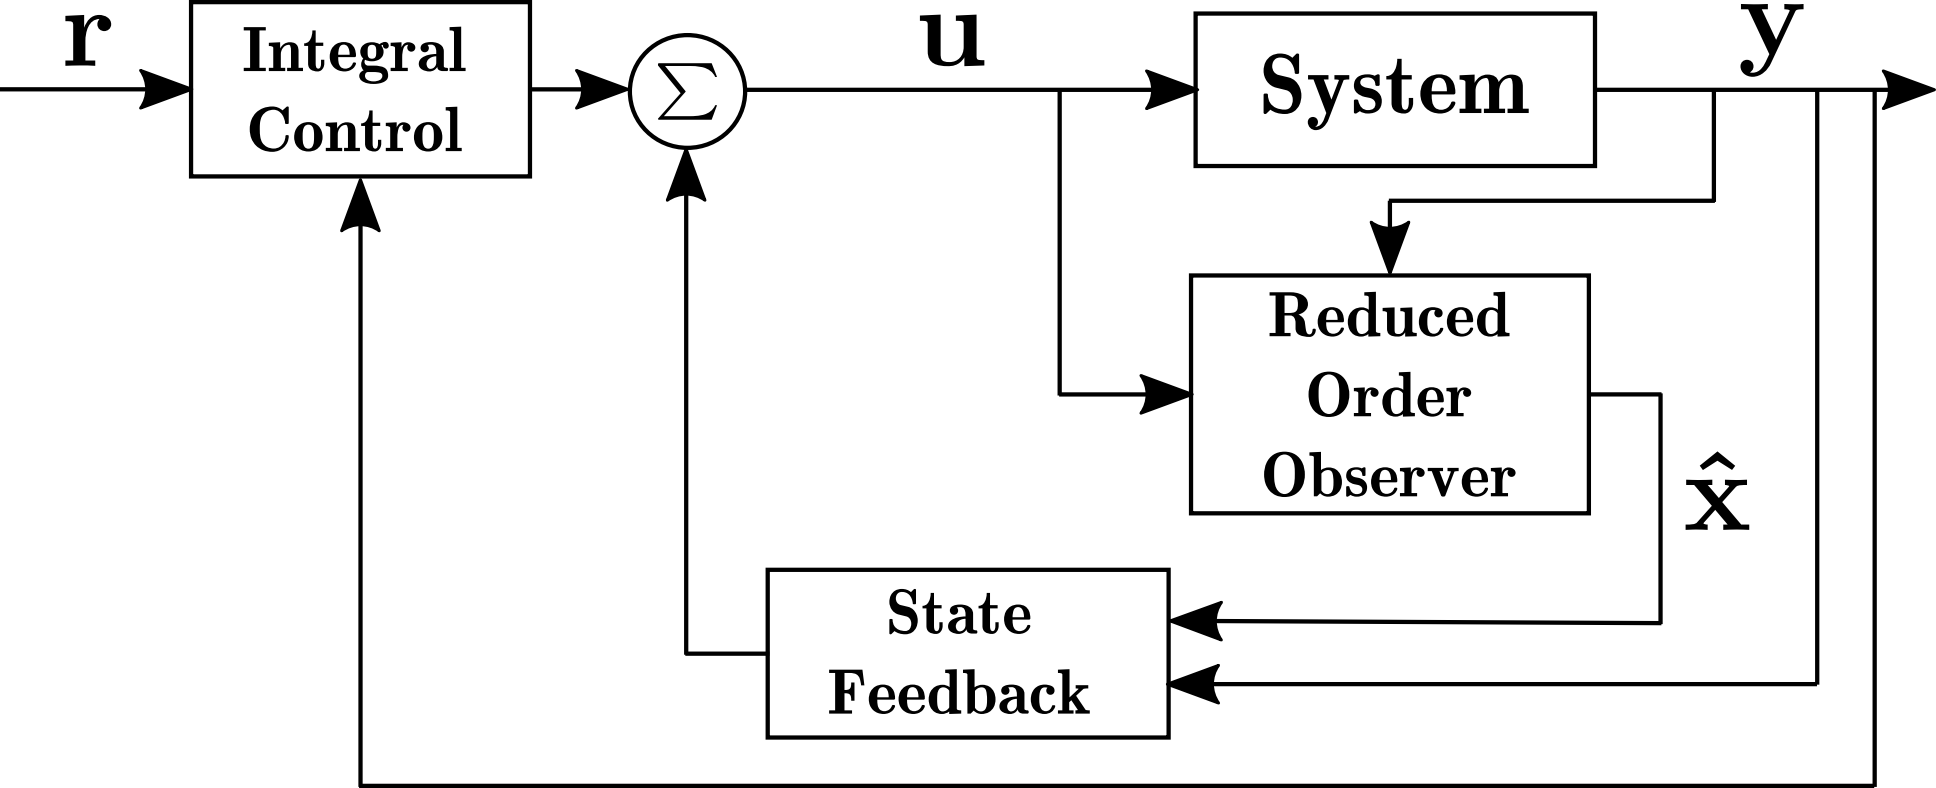 r
Integral
Control
∑
u
System
y
Reduced
Order
Observer
x̂
State
Feedback